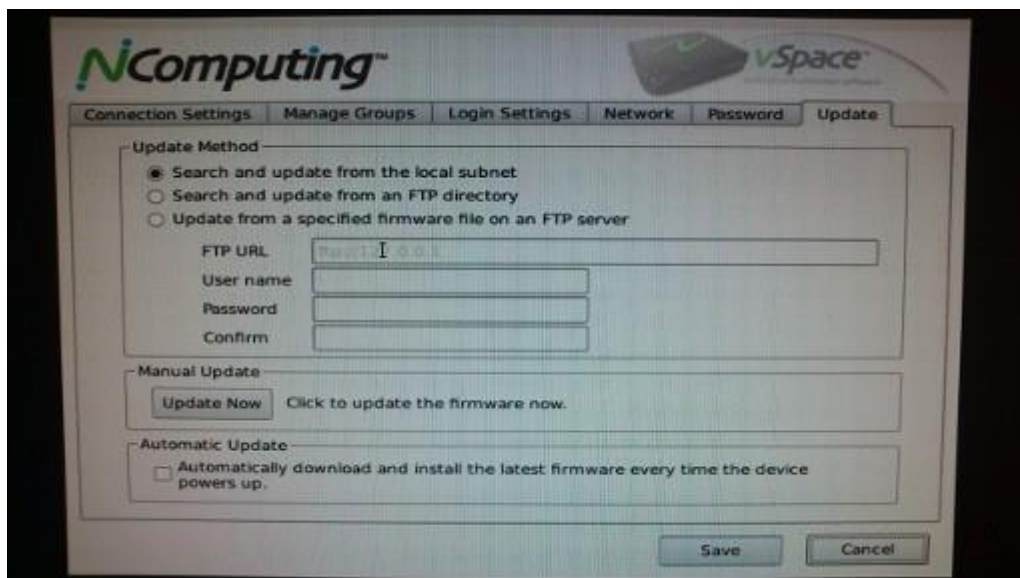 NComputing™
vSpace™
Connection Settings Manage Groups Login Settings Network Password Update
Update Method
Search and update from the local subnet
Search and update from an FTP directory
Update from a specified firmware file on an FTP server
FTP URL
User name
Password
Confirm
Manual Update
Update Now Click to update the firmware now.
Automatic Update
Automatically download and install the latest firmware every time the device
powers up.
Save Cancel